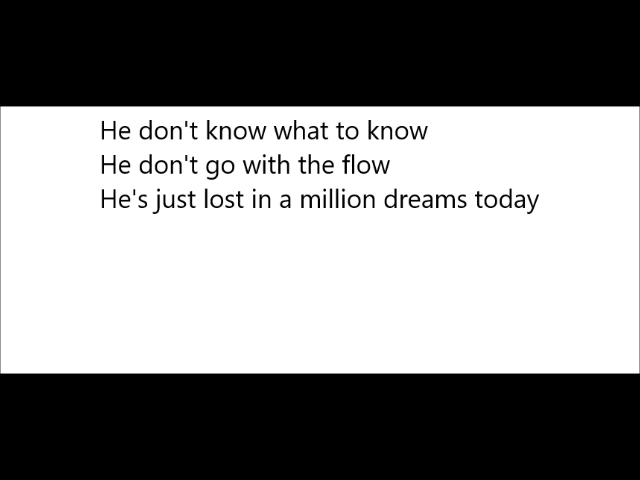 He don't know what to know
He don't go with the flow
He's just lost in a million dreams today